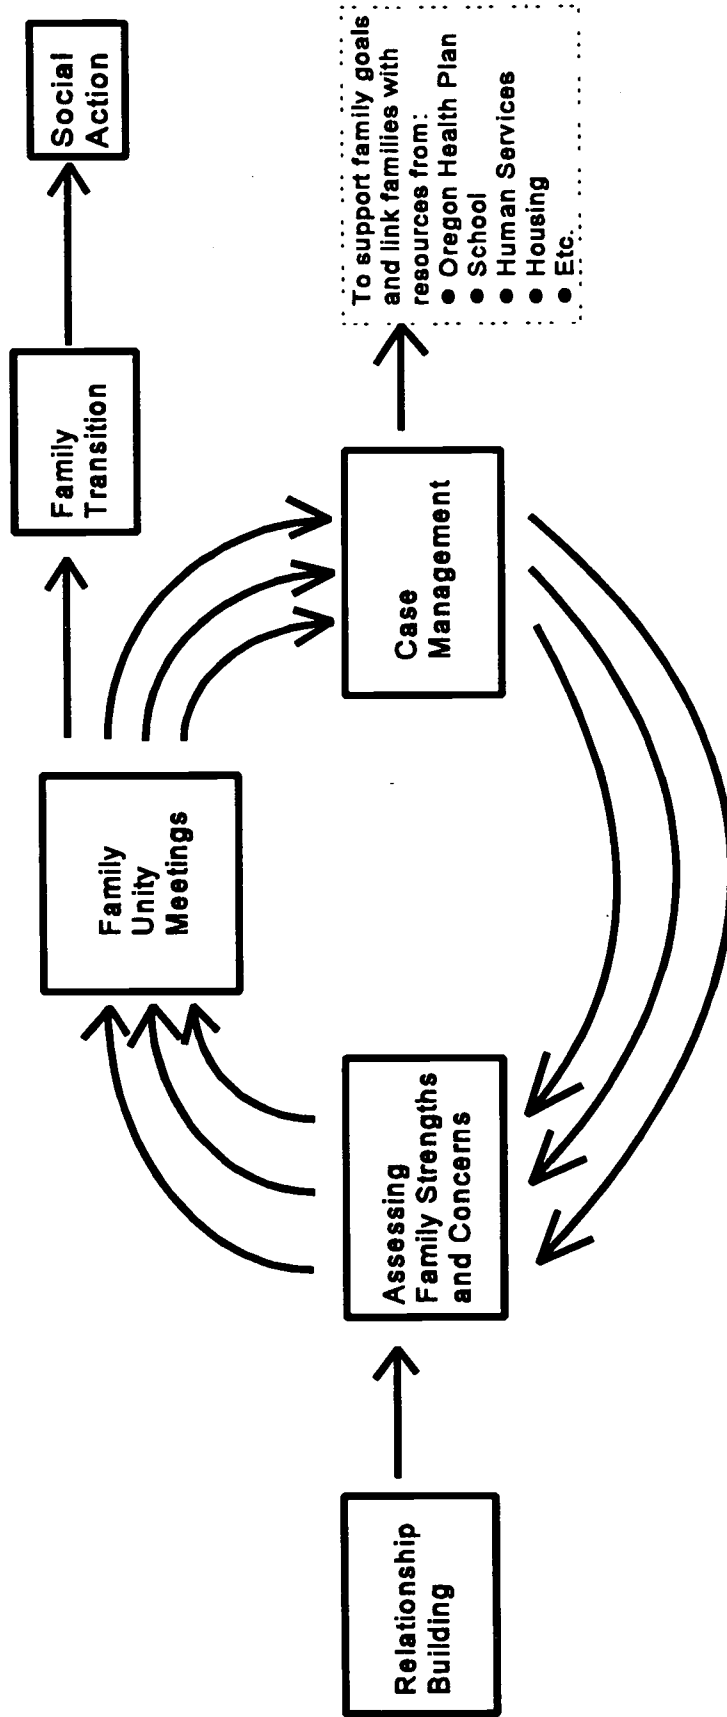 Relationship
Building
Assessing
Family Strengths
and Concerns
Family
Unity
Meetings
Case
Management
To support family goals
and link families with
resources from:
● Oregon Health Plan
● School
● Human Services
● Housing
● Etc.
Family
Transition
Social
Action